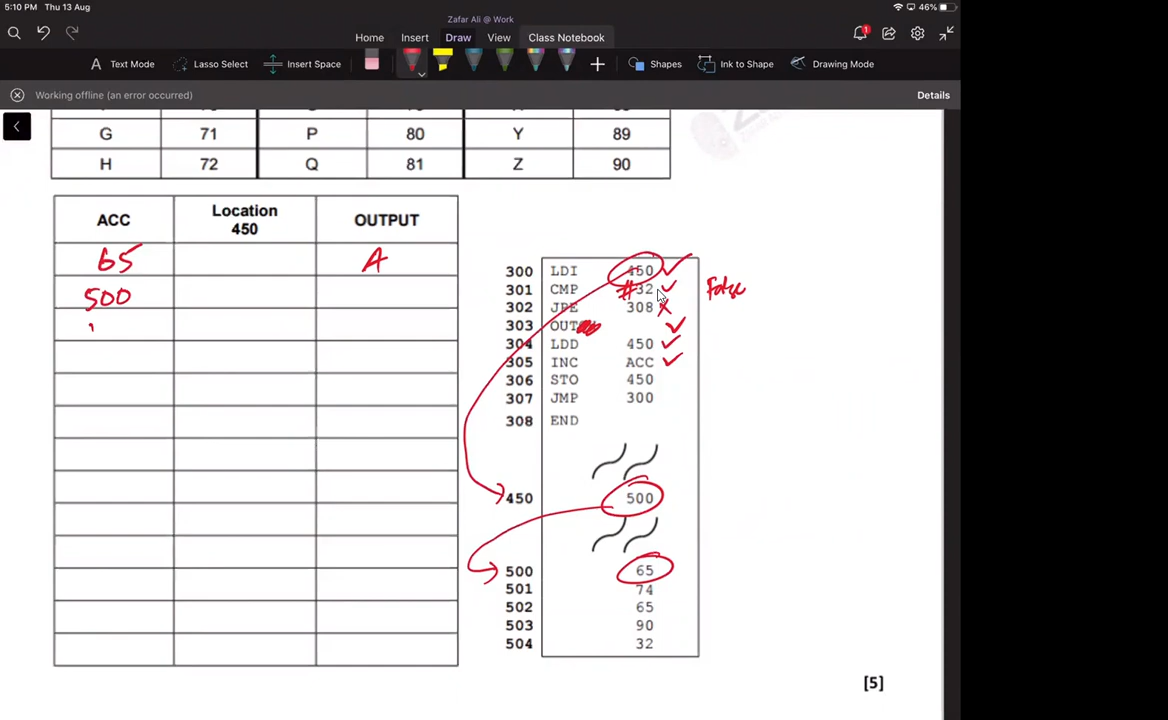 5:10 PM Thu 13 Aug
46%
Zafar Ali @ Work
Home Insert Draw View Class Notebook
1
A Text Mode Lasso Select Insert Space Shapes Ink to Shape Drawing Mode
Working offline (an error occurred) Details
G 71 P 80 Y 89
H 72 Q 81 Z 90
ACC Location 450 OUTPUT
65 A
500
300 LDI 450 ✓
301 CMP #32 ✓ False
302 JPE 308 ✗
303 OUT ✓
304 LDD 450 ✓
305 INC ACC ✓
306 STO 450
307 JMP 300
308 END
450 500
500 65
501 74
502 65
503 90
504 32
[5]